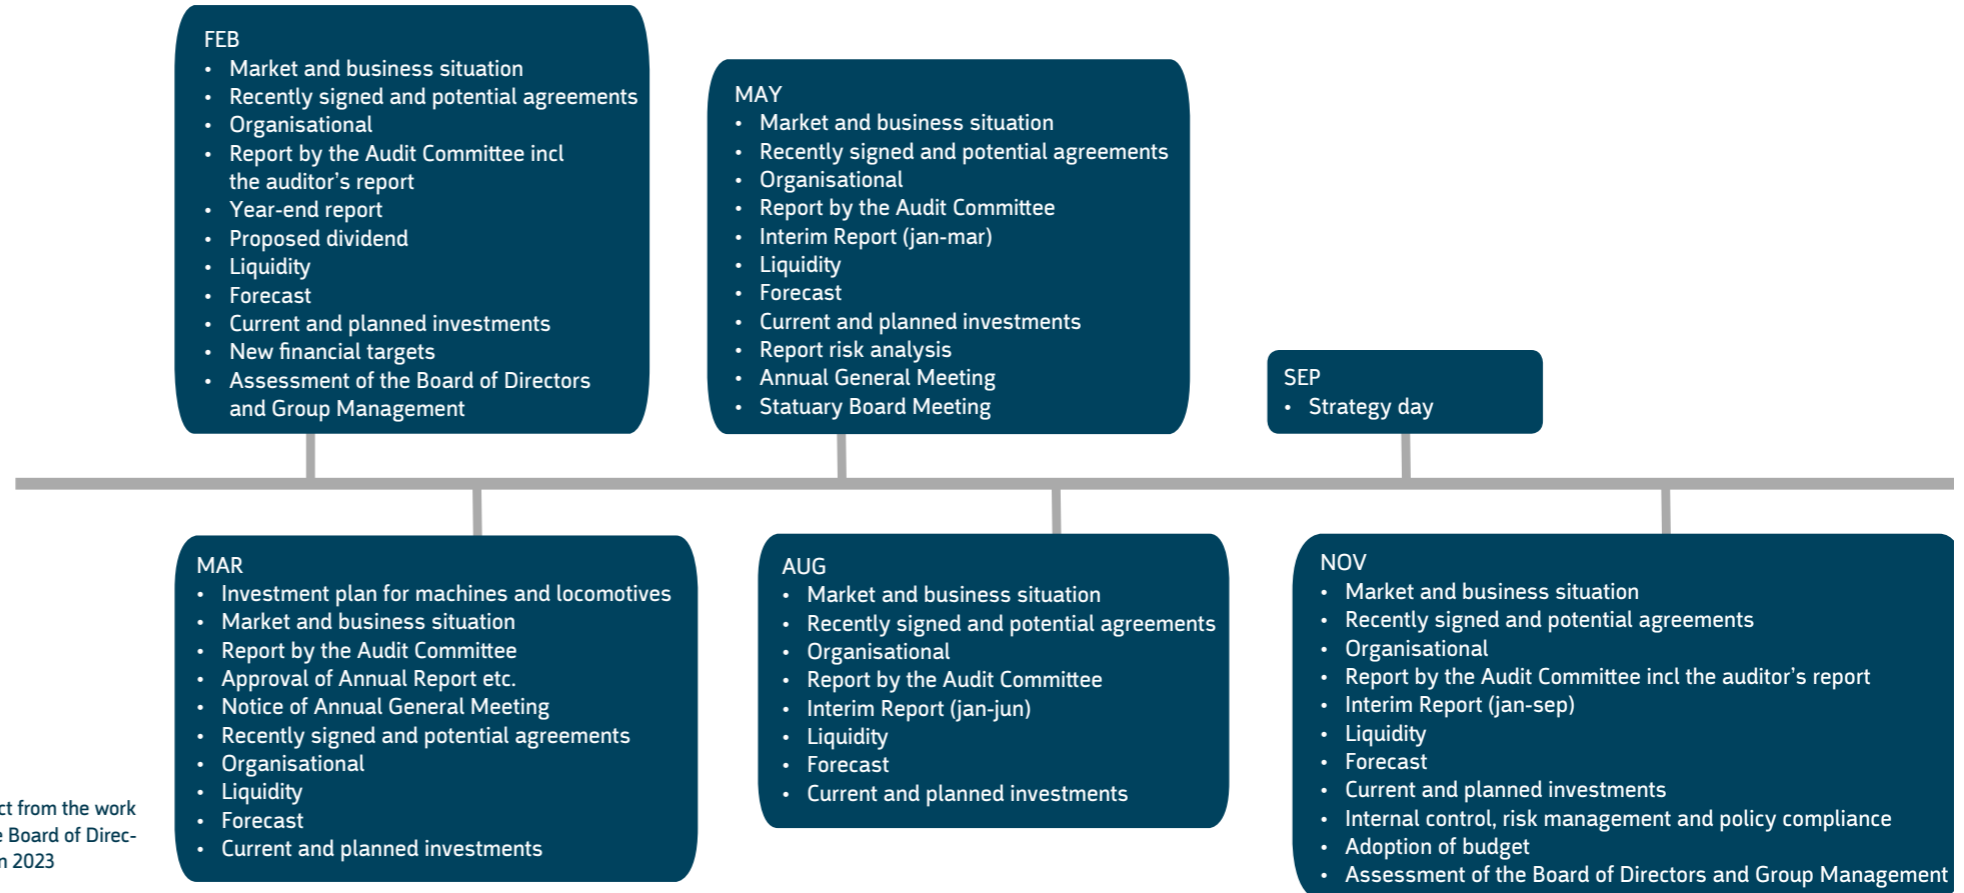 FEB
• Market and business situation
• Recently signed and potential agreements
• Organisational
• Report by the Audit Committee incl
the auditor's report
• Year-end report
• Proposed dividend
• Liquidity
• Forecast
• Current and planned investments
• New financial targets
• Assessment of the Board of Directors
and Group Management
MAR
• Investment plan for machines and locomotives
• Market and business situation
• Report by the Audit Committee
• Approval of Annual Report etc.
• Notice of Annual General Meeting
• Recently signed and potential agreements
• Organisational
• Liquidity
• Forecast
• Current and planned investments
MAY
• Market and business situation
• Recently signed and potential agreements
• Organisational
• Report by the Audit Committee
• Interim Report (jan-mar)
• Liquidity
• Forecast
• Current and planned investments
• Report risk analysis
• Annual General Meeting
• Statuary Board Meeting
AUG
• Market and business situation
• Recently signed and potential agreements
• Organisational
• Report by the Audit Committee
• Interim Report (jan-jun)
• Liquidity
• Forecast
• Current and planned investments
SEP
• Strategy day
NOV
• Market and business situation
• Recently signed and potential agreements
• Organisational
• Report by the Audit Committee incl the auditor's report
• Interim Report (jan-sep)
• Liquidity
• Forecast
• Current and planned investments
• Internal control, risk management and policy compliance
• Adoption of budget
• Assessment of the Board of Directors and Group Management
from the work
Board of Direc-
2023